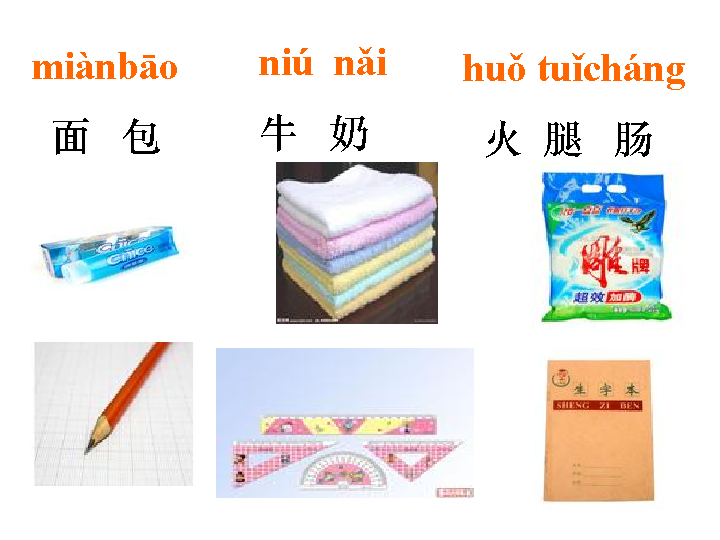 miànbāo niú nǎi huǒ tuǐcháng
面 包 牛 奶 火 腿 肠
Cnice
雕牌
超效加酶
生字本
SHENG ZI BEN